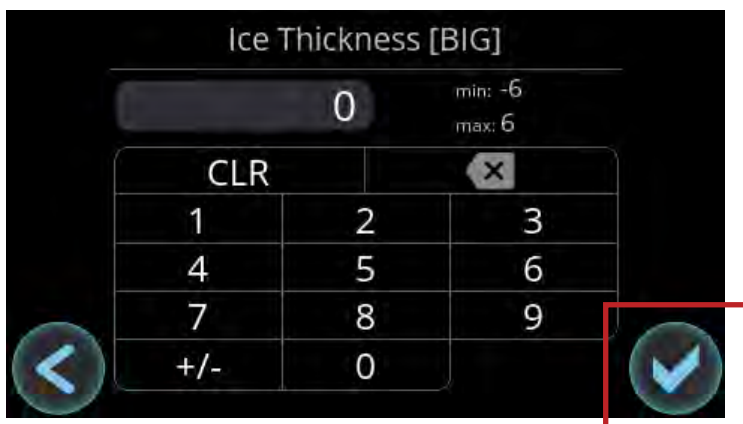 Ice Thickness [BIG]
0
min: -6
max: 6
CLR
1 2 3
4 5 6
7 8 9
+/- 0